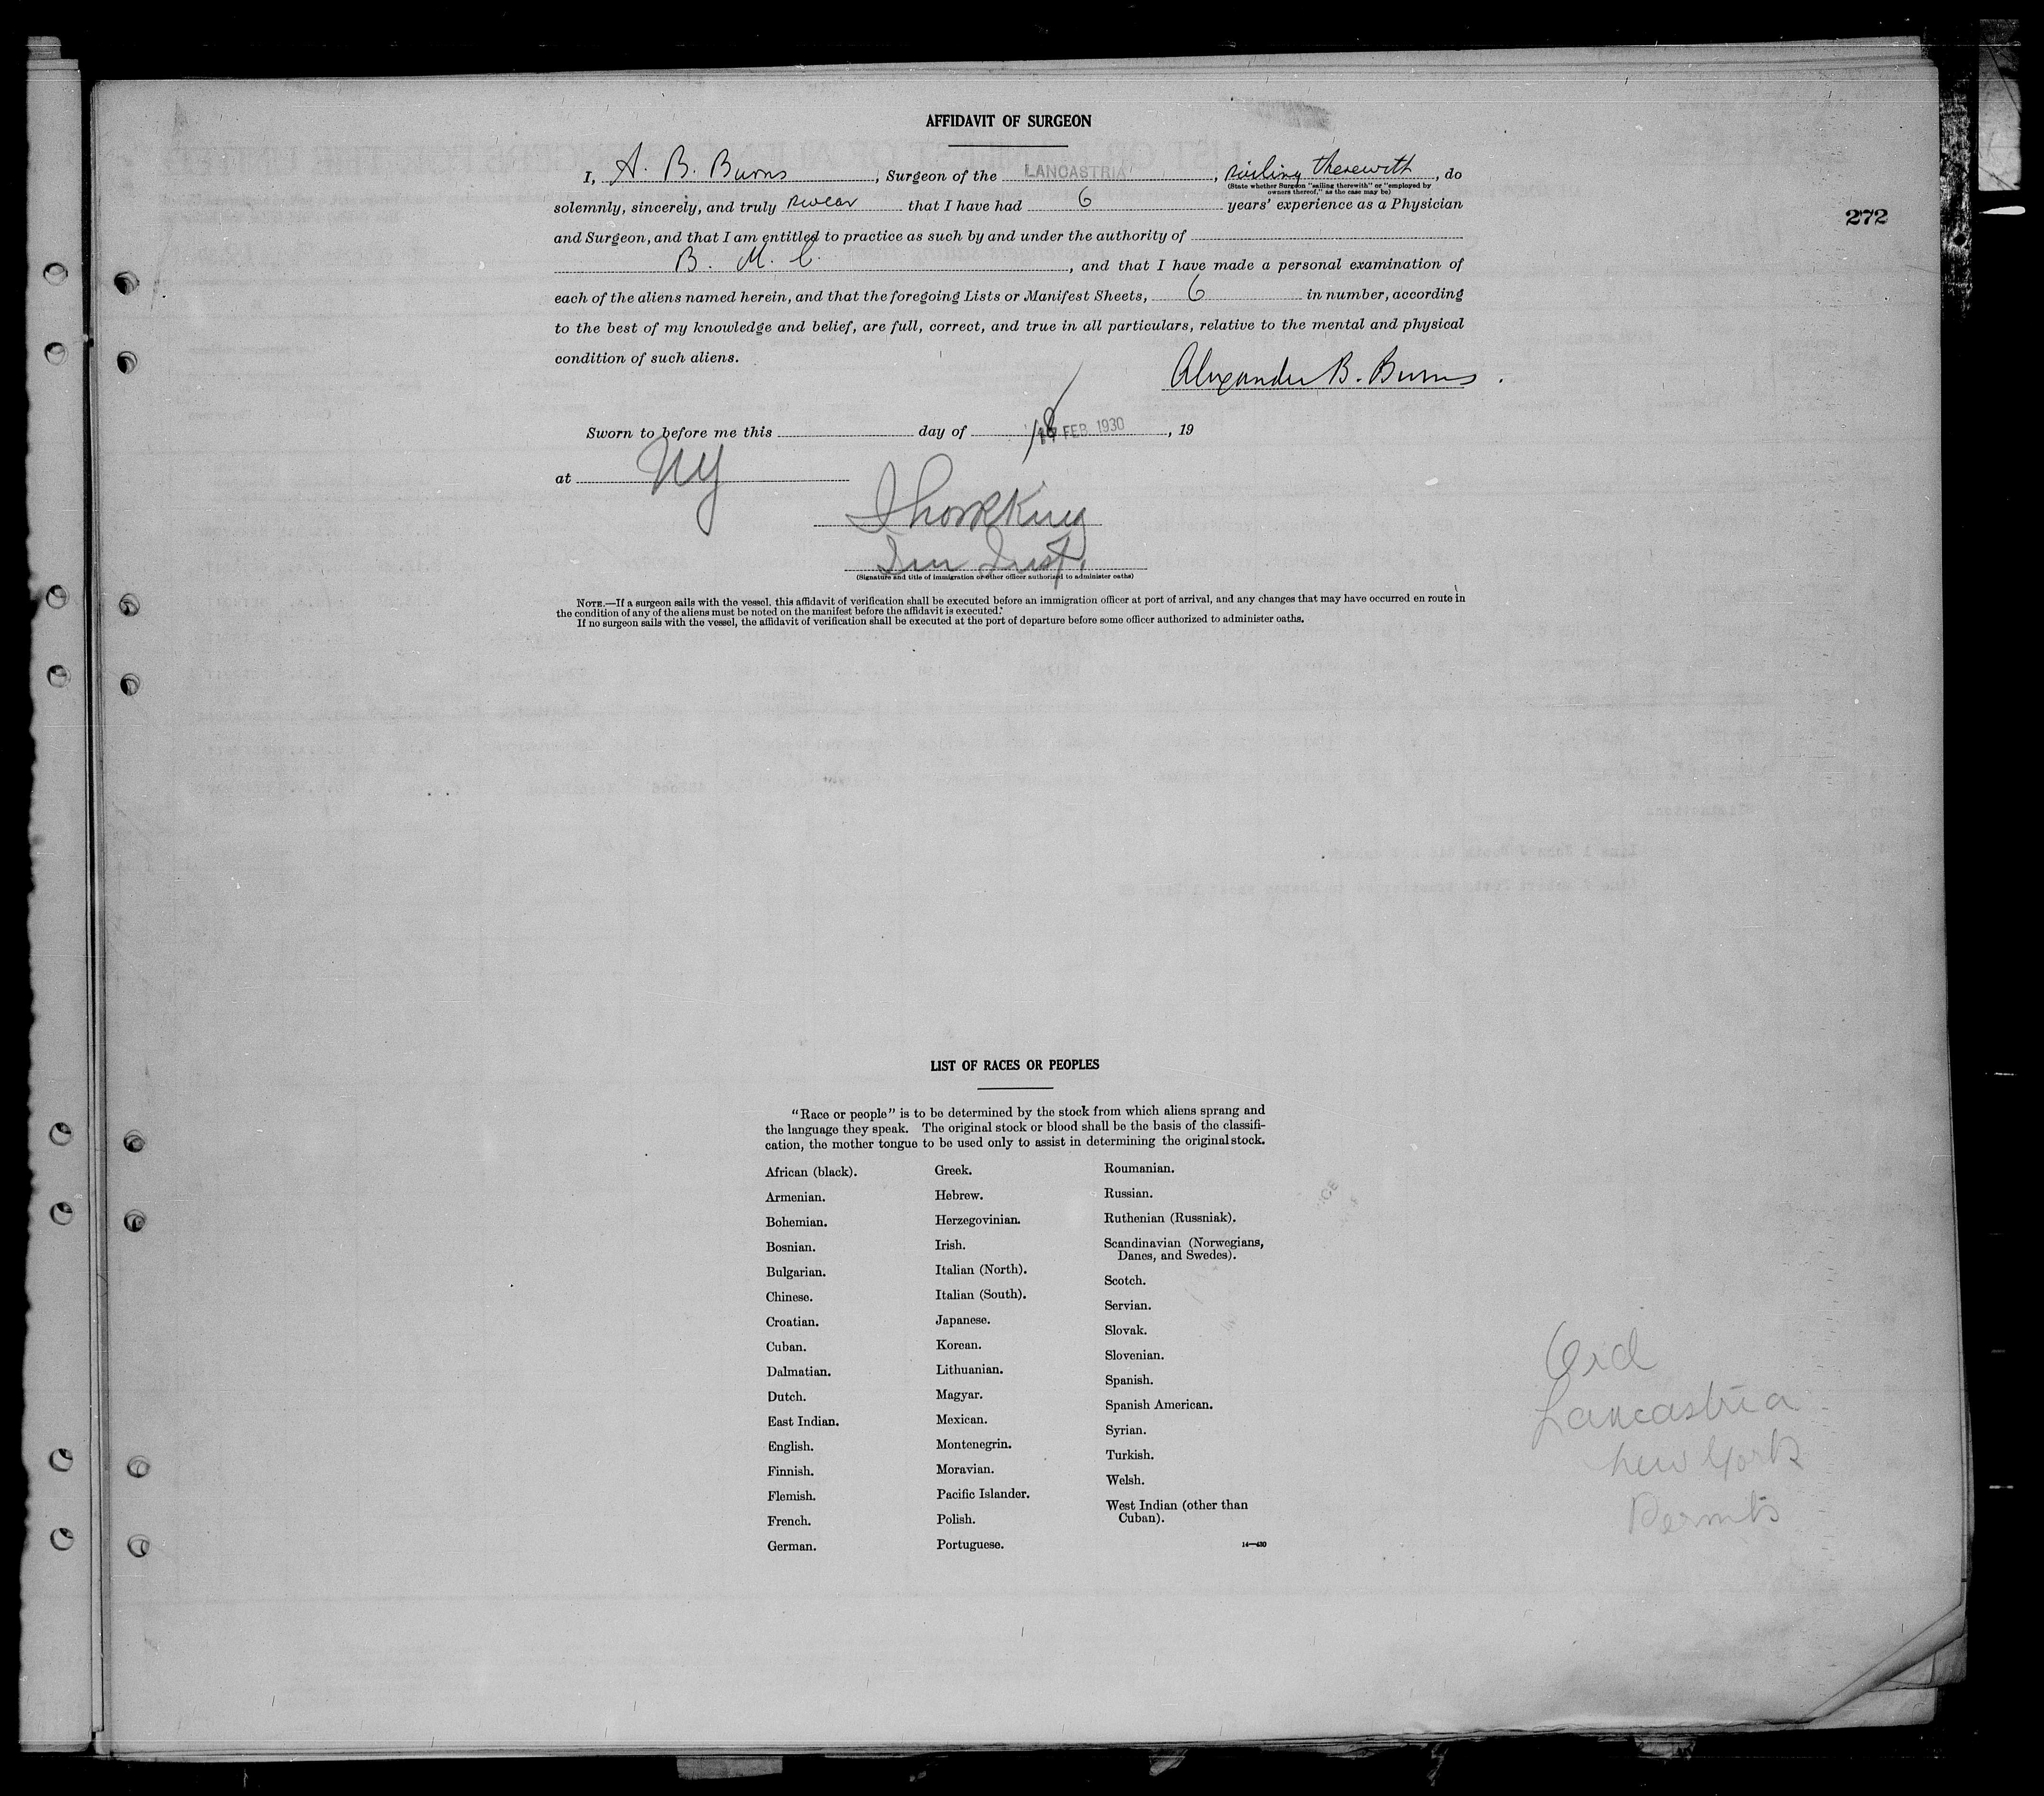 AFFIDAVIT OF SURGEON
I, A. B. Burns, Surgeon of the LANCASTRIA, sailing therewith, do
(State whether Surgeon "sailing therewith" or "employed by
owners thereof," as the case may be)
solemnly, sincerely, and truly swear that I have had 6 years' experience as a Physician
272
and Surgeon, and that I am entitled to practice as such by and under the authority of
B. M. C., and that I have made a personal examination of
each of the aliens named herein, and that the foregoing Lists or Manifest Sheets, 6 in number, according
to the best of my knowledge and belief, are full, correct, and true in all particulars, relative to the mental and physical
condition of such aliens.
Alexander B. Burns.
Sworn to before me this day of 18 FEB. 1930, 19
at NY
Imm Inst.
(Signature and title of immigration or other officer authorized to administer oaths)
NOTE.—If a surgeon sails with the vessel, this affidavit of verification shall be executed before an immigration officer at port of arrival, and any changes that may have occurred en route in
the condition of any of the aliens must be noted on the manifest before the affidavit is executed.
If no surgeon sails with the vessel, the affidavit of verification shall be executed at the port of departure before some officer authorized to administer oaths.
LIST OF RACES OR PEOPLES
"Race or people" is to be determined by the stock from which aliens sprang and
the language they speak. The original stock or blood shall be the basis of the classifi-
cation, the mother tongue to be used only to assist in determining the original stock.
African (black).
Armenian.
Bohemian.
Bosnian.
Bulgarian.
Chinese.
Croatian.
Cuban.
Dalmatian.
Dutch.
East Indian.
English.
Finnish.
Flemish.
French.
German.
Greek.
Hebrew.
Herzegovinian.
Irish.
Italian (North).
Italian (South).
Japanese.
Korean.
Lithuanian.
Magyar.
Mexican.
Montenegrin.
Moravian.
Pacific Islander.
Polish.
Portuguese.
Roumanian.
Russian.
Ruthenian (Russniak).
Scandinavian (Norwegians,
Danes, and Swedes).
Scotch.
Servian.
Slovak.
Slovenian.
Spanish.
Spanish American.
Syrian.
Turkish.
Welsh.
West Indian (other than
Cuban).
14—430
Lancastria
New York
Permits